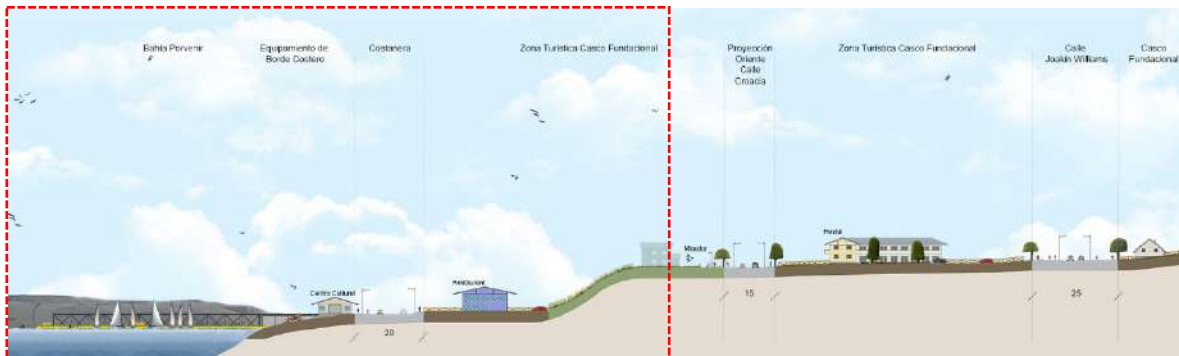 Bahía Porvenir
Equipamiento de
Borde Costero
Costanera
Zona Turística Casco Fundacional
Proyección
Oriente
Calle
Croacia
Zona Turística Casco Fundacional
Calle
Joakin Williams
Casco
Fundacional
Centro Cultural
Restaurant
Mirador
Hostal
20
15
25